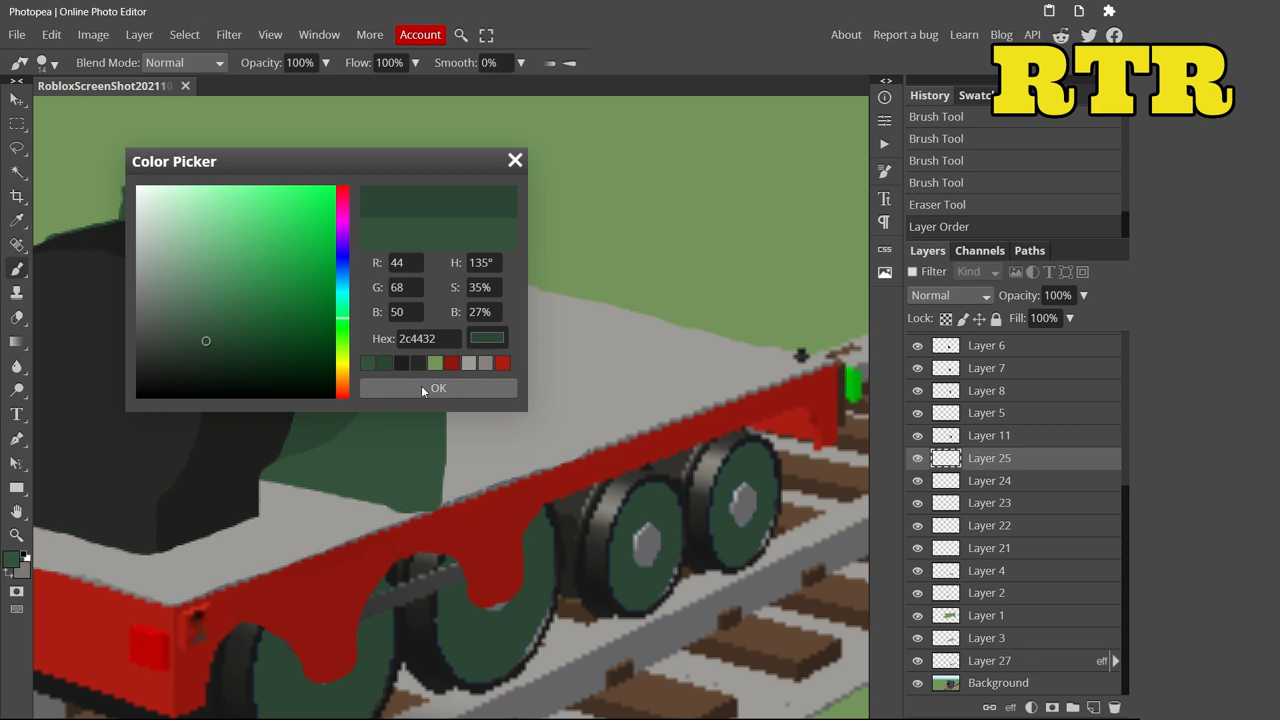 Photopea | Online Photo Editor
File Edit Image Layer Select Filter View Window More Account About Report a bug Learn Blog API
14 Blend Mode: Normal Opacity: 100% Flow: 100% Smooth: 0%
RTR
RobloxScreenShot202110
History Swatc
Brush Tool
Brush Tool
Brush Tool
Brush Tool
Eraser Tool
Layer Order
Color Picker
R: 44 H: 135°
G: 68 S: 35%
B: 50 B: 27%
Hex: 2c4432
OK
CSS
Layers Channels Paths
Filter Kind
Normal Opacity: 100%
Lock: Fill: 100%
Layer 6
Layer 7
Layer 8
Layer 5
Layer 11
Layer 25
Layer 24
Layer 23
Layer 22
Layer 21
Layer 4
Layer 2
Layer 1
Layer 3
Layer 27 eff
Background
eff